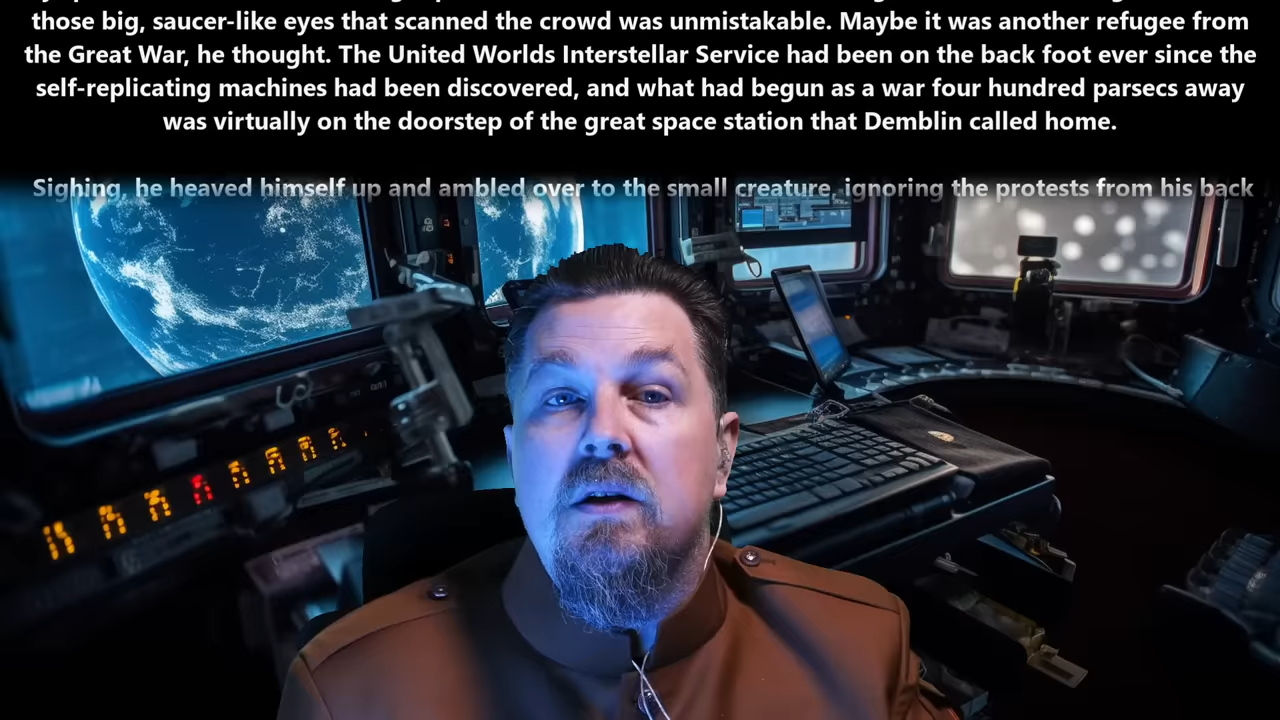 those big, saucer-like eyes that scanned the crowd was unmistakable. Maybe it was another refugee from
the Great War, he thought. The United Worlds Interstellar Service had been on the back foot ever since the
self-replicating machines had been discovered, and what had begun as a war four hundred parsecs away
was virtually on the doorstep of the great space station that Demblin called home.
Sighing, he heaved himself up and ambled over to the small creature, ignoring the protests from his back